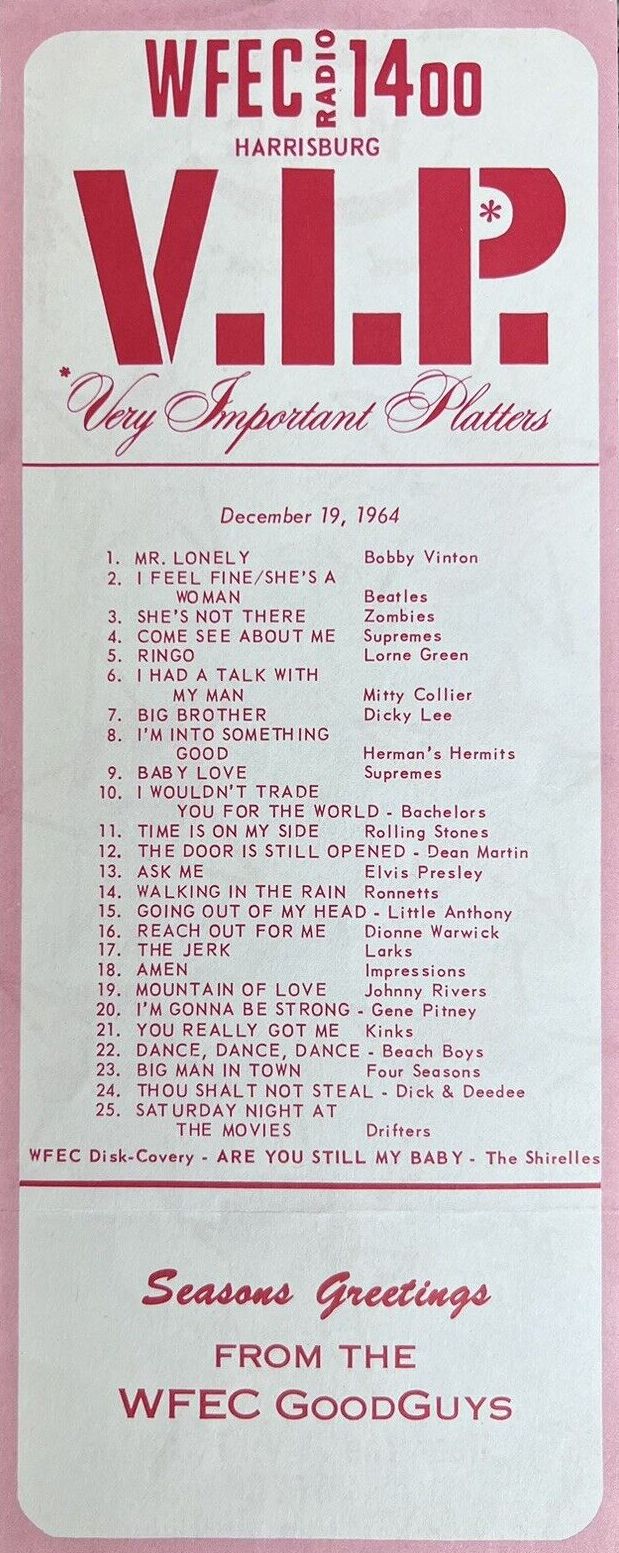 WFEC RADIO 1400
HARRISBURG
V.I.P.*
*Very Important Platters
December 19, 1964
1. MR. LONELY Bobby Vinton
2. I FEEL FINE/SHE'S A
WOMAN Beatles
3. SHE'S NOT THERE Zombies
4. COME SEE ABOUT ME Supremes
5. RINGO Lorne Green
6. I HAD A TALK WITH
MY MAN Mitty Collier
7. BIG BROTHER Dicky Lee
8. I'M INTO SOMETHING
GOOD Herman's Hermits
9. BABY LOVE Supremes
10. I WOULDN'T TRADE
YOU FOR THE WORLD - Bachelors
11. TIME IS ON MY SIDE Rolling Stones
12. THE DOOR IS STILL OPENED - Dean Martin
13. ASK ME Elvis Presley
14. WALKING IN THE RAIN Ronnetts
15. GOING OUT OF MY HEAD - Little Anthony
16. REACH OUT FOR ME Dionne Warwick
17. THE JERK Larks
18. AMEN Impressions
19. MOUNTAIN OF LOVE Johnny Rivers
20. I'M GONNA BE STRONG - Gene Pitney
21. YOU REALLY GOT ME Kinks
22. DANCE, DANCE, DANCE - Beach Boys
23. BIG MAN IN TOWN Four Seasons
24. THOU SHALT NOT STEAL - Dick & Deedee
25. SATURDAY NIGHT AT
THE MOVIES Drifters
WFEC Disk-Covery - ARE YOU STILL MY BABY - The Shirelles
Seasons Greetings
FROM THE
WFEC GOODGUYS